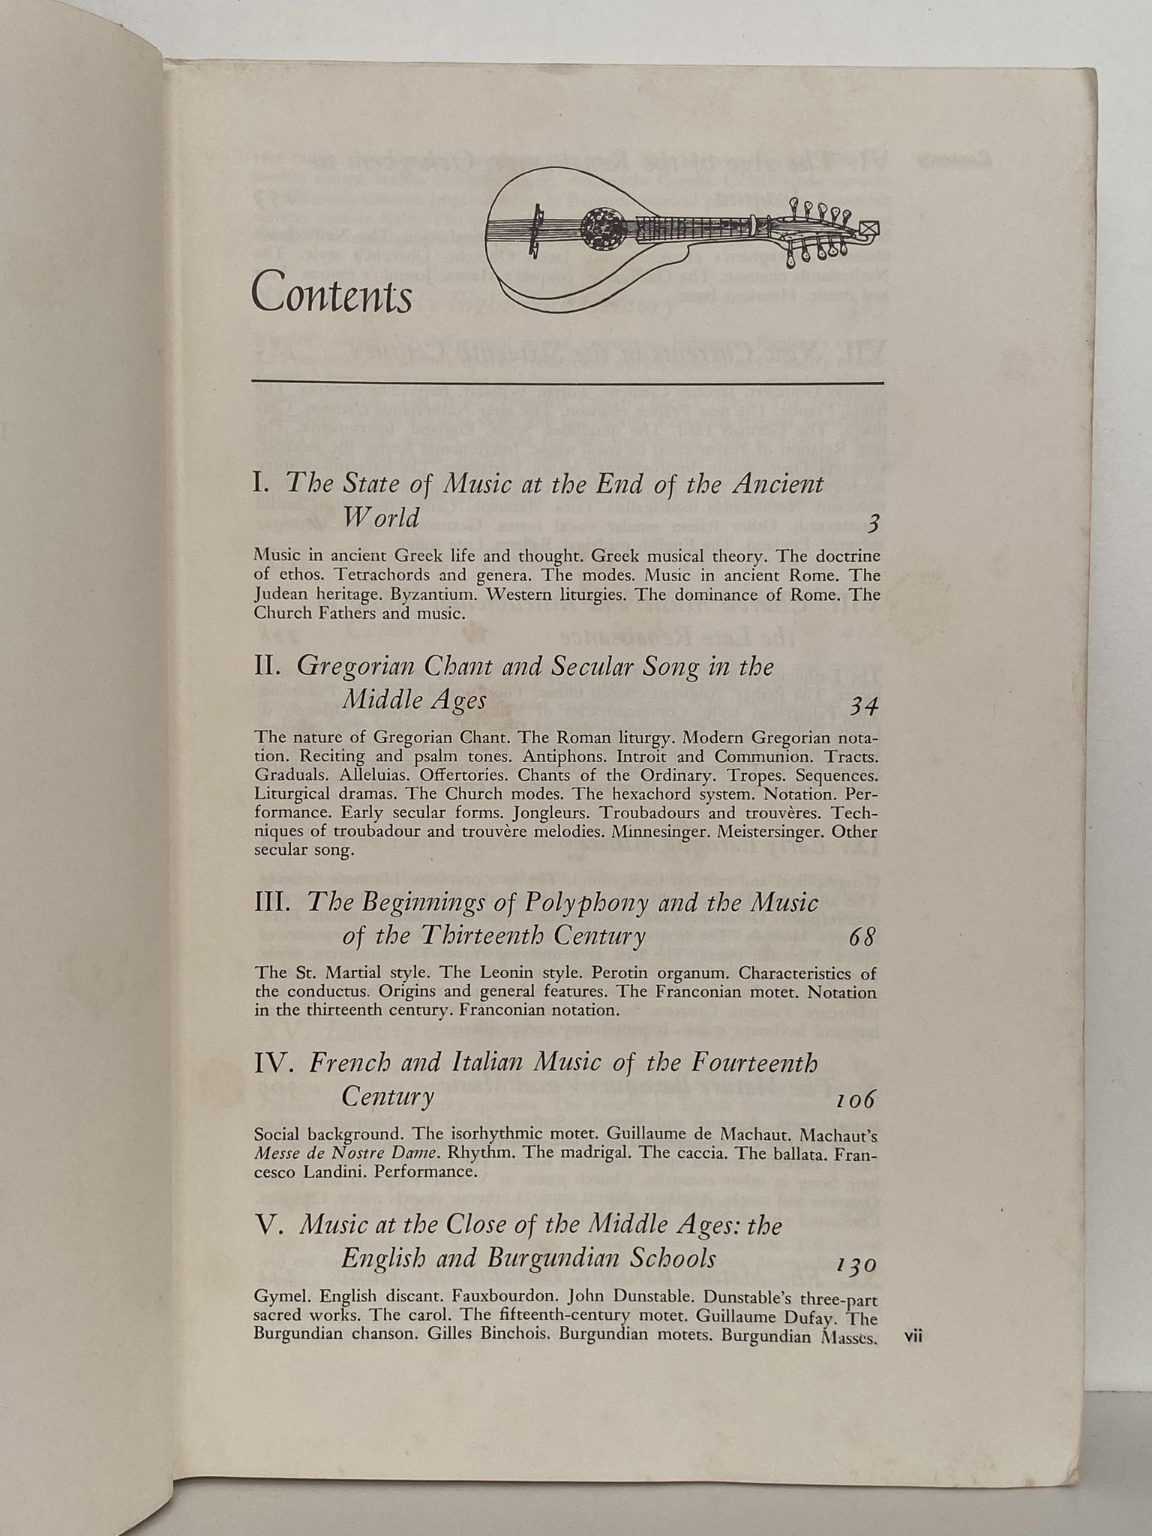 Contents
I. The State of Music at the End of the Ancient
World 3
Music in ancient Greek life and thought. Greek musical theory. The doctrine
of ethos. Tetrachords and genera. The modes. Music in ancient Rome. The
Judean heritage. Byzantium. Western liturgies. The dominance of Rome. The
Church Fathers and music.
II. Gregorian Chant and Secular Song in the
Middle Ages 34
The nature of Gregorian Chant. The Roman liturgy. Modern Gregorian nota-
tion. Reciting and psalm tones. Antiphons. Introit and Communion. Tracts.
Graduals. Alleluias. Offertories. Chants of the Ordinary. Tropes. Sequences.
Liturgical dramas. The Church modes. The hexachord system. Notation. Per-
formance. Early secular forms. Jongleurs. Troubadours and trouvères. Tech-
niques of troubadour and trouvère melodies. Minnesinger. Meistersinger. Other
secular song.
III. The Beginnings of Polyphony and the Music
of the Thirteenth Century 68
The St. Martial style. The Leonin style. Perotin organum. Characteristics of
the conductus. Origins and general features. The Franconian motet. Notation
in the thirteenth century. Franconian notation.
IV. French and Italian Music of the Fourteenth
Century 106
Social background. The isorhythmic motet. Guillaume de Machaut. Machaut's
Messe de Nostre Dame. Rhythm. The madrigal. The caccia. The ballata. Fran-
cesco Landini. Performance.
V. Music at the Close of the Middle Ages: the
English and Burgundian Schools 130
Gymel. English discant. Fauxbourdon. John Dunstable. Dunstable's three-part
sacred works. The carol. The fifteenth-century motet. Guillaume Dufay. The
Burgundian chanson. Gilles Binchois. Burgundian motets. Burgundian Masses.
vii